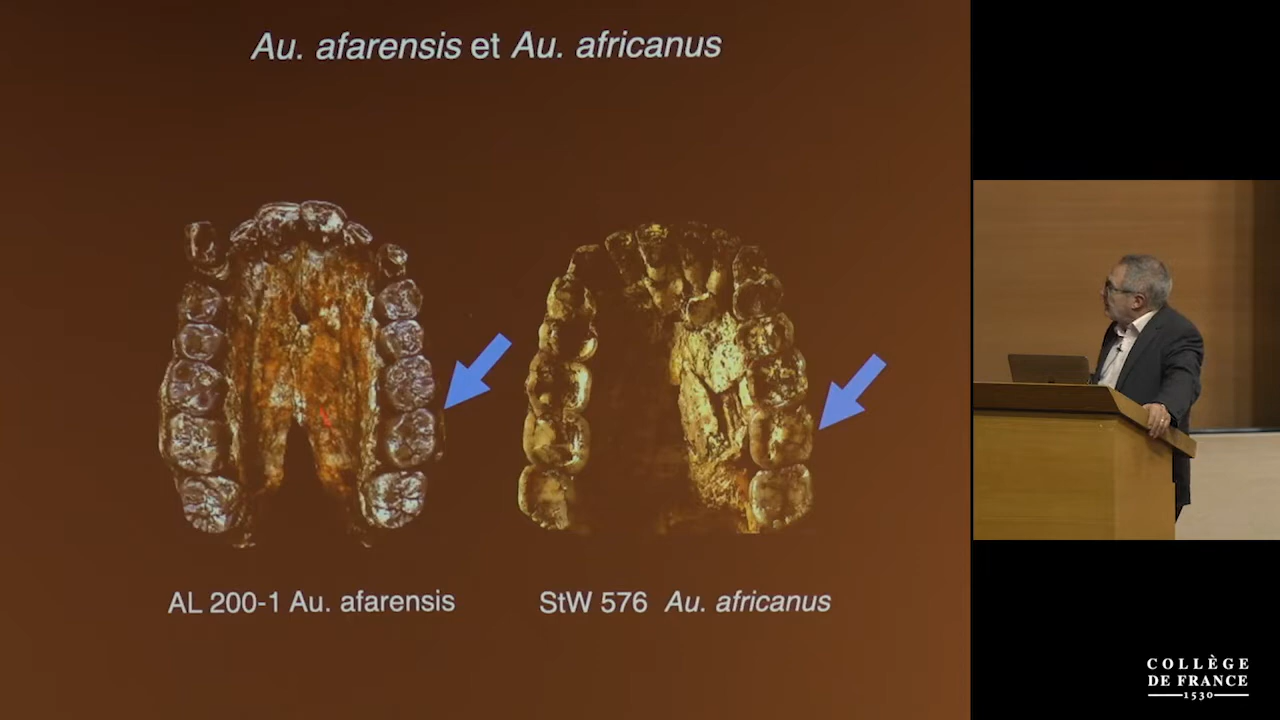 Au. afarensis et Au. africanus
AL 200-1 Au. afarensis
StW 576 Au. africanus
COLLÈGE
DE FRANCE
1530